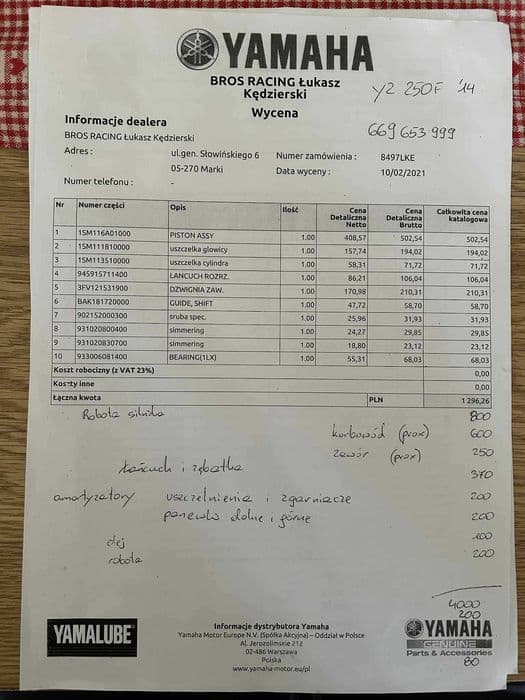 YAMAHA
BROS RACING Łukasz
Kędzierski
Wycena
YZ 250F '14
669 653 999
Informacje dealera
BROS RACING Łukasz Kędzierski
Adres : ul.gen. Słowińskiego 6 Numer zamówienia : 8497LKE
05-270 Marki Data wyceny : 10/02/2021
Numer telefonu : -
Nr Numer części Opis Ilość Cena Detaliczna Netto Cena Detaliczna Brutto Całkowita cena katalogowa
1 1SM116A01000 PISTON ASSY 1.00 408,57 502,54 502,54
2 1SM111810000 uszczelka glowicy 1.00 157,74 194,02 194,02
3 1SM113510000 uszczelka cylindra 1.00 58,31 71,72 71,72
4 945915711400 LANCUCH ROZRZ. 1.00 86,21 106,04 106,04
5 3FV121531900 DZWIGNIA ZAW. 1.00 170,98 210,31 210,31
6 BAK181720000 GUIDE, SHIFT 1.00 47,72 58,70 58,70
7 902152000300 sruba spec. 1.00 25,96 31,93 31,93
8 931020800400 simmering 1.00 24,27 29,85 29,85
9 931020830700 simmering 1.00 18,80 23,12 23,12
10 933006081400 BEARING(1LX) 1.00 55,31 68,03 68,03
Koszt robocizny (z VAT 23%) 0,00
Koszty inne 0,00
Łączna kwota PLN 1 296,26
Robota silnika 800
korbowód (prox) 600
zawór (prox) 250
łańcuch i zębatka 370
amortyzatory uszczelnienia i zgarniacze 200
panewki dolne i górne 200
olej 100
robota 200
4000
200
YAMALUBE
Informacje dystrybutora Yamaha
Yamaha Motor Europe N.V. (Spółka Akcyjna) – Oddział w Polsce
Al. Jerozolimskie 212
02-486 Warszawa
Polska
www.yamaha-motor.eu/pl
YAMAHA
GENUINE
Parts & Accessories
80